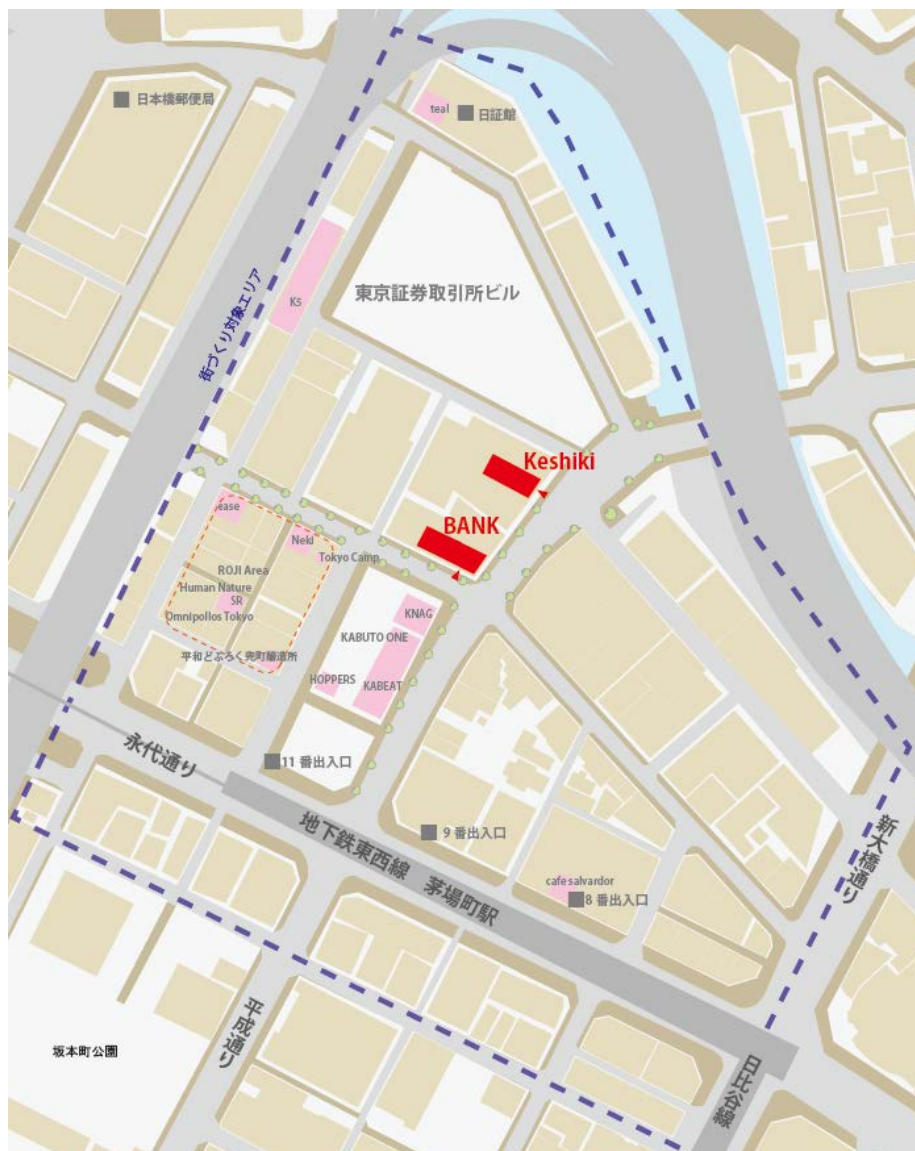 日本橋郵便局
teal
日証館
東京証券取引所ビル
K5
街づくり対象エリア
Keshiki
BANK
ease
Neki
Tokyo Camp
ROJI Area
Human Nature
SR
Omnipollos Tokyo
KNAG
KABUTO ONE
平和どぶろく兜町醸造所
HOPPERS
KABEAT
永代通り
11 番出入口
地下鉄東西線 茅場町駅
9 番出入口
新大橋通り
cafe salvardor
8 番出入口
平成通り
坂本町公園
日比谷線